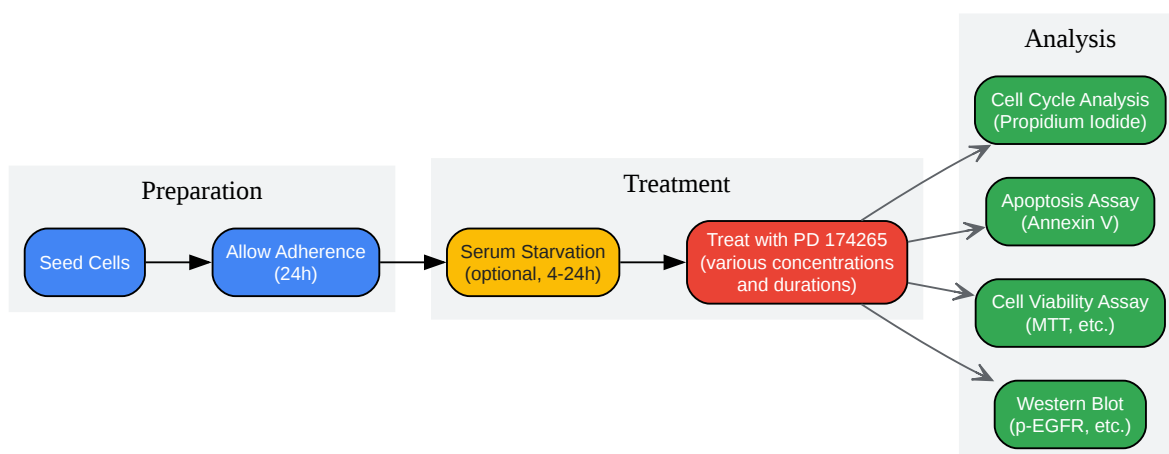 Preparation
Seed Cells
Allow Adherence
(24h)
Treatment
Serum Starvation
(optional, 4-24h)
Treat with PD 174265
(various concentrations
and durations)
Analysis
Cell Cycle Analysis
(Propidium Iodide)
Apoptosis Assay
(Annexin V)
Cell Viability Assay
(MTT, etc.)
Western Blot
(p-EGFR, etc.)